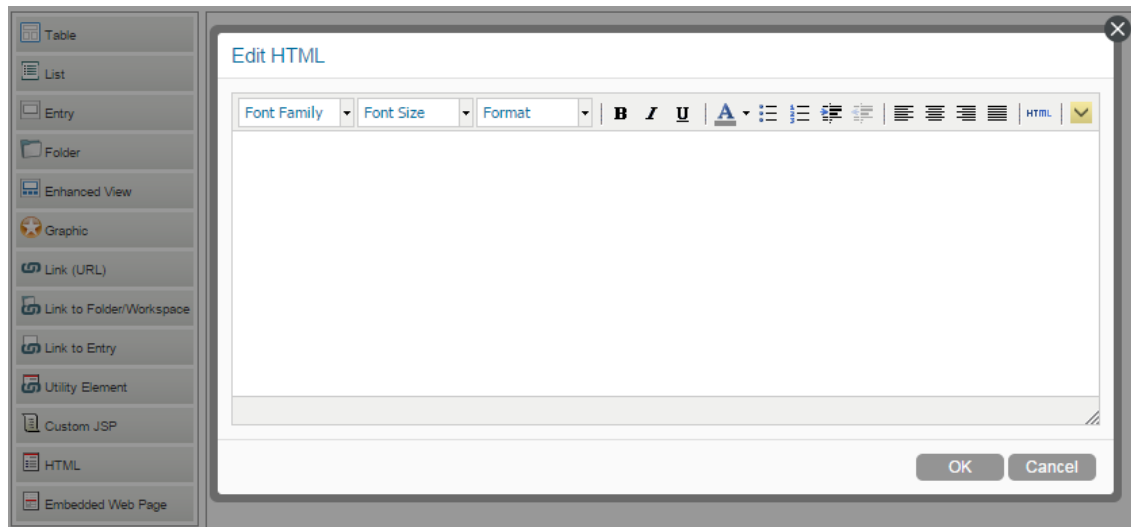 Table
List
Entry
Folder
Enhanced View
Graphic
Link (URL)
Link to Folder/Workspace
Link to Entry
Utility Element
Custom JSP
HTML
Embedded Web Page
Edit HTML
Font Family Font Size Format B I U A HTML
OK Cancel